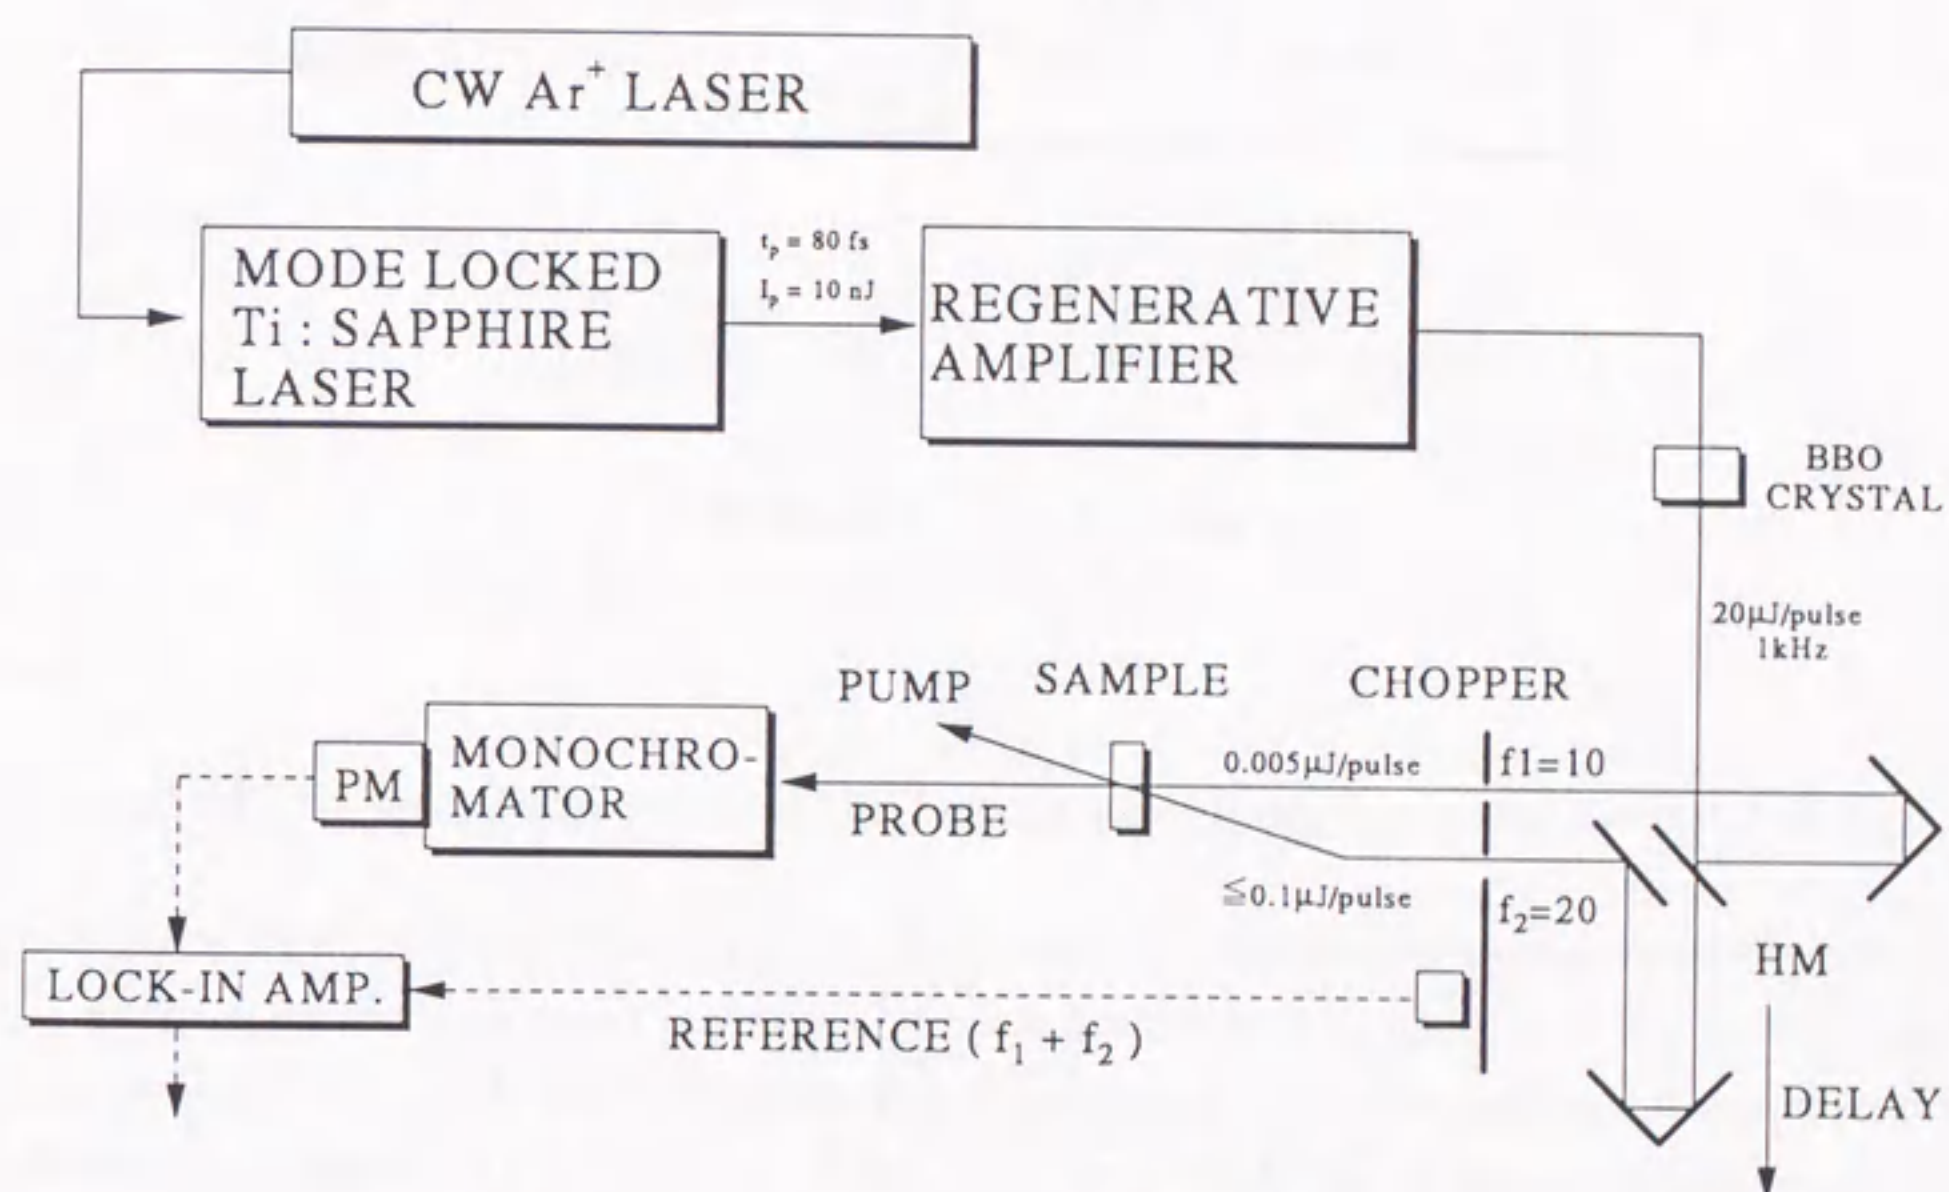 CW Ar⁺ LASER
MODE LOCKED
Ti : SAPPHIRE
LASER
tₚ = 80 fs
Iₚ = 10 nJ
REGENERATIVE
AMPLIFIER
BBO
CRYSTAL
20μJ/pulse
1kHz
PUMP
SAMPLE
CHOPPER
MONOCHRO-
MATOR
PM
0.005μJ/pulse
f1=10
PROBE
≦0.1μJ/pulse
f₂=20
HM
LOCK-IN AMP.
REFERENCE ( f₁ + f₂ )
DELAY